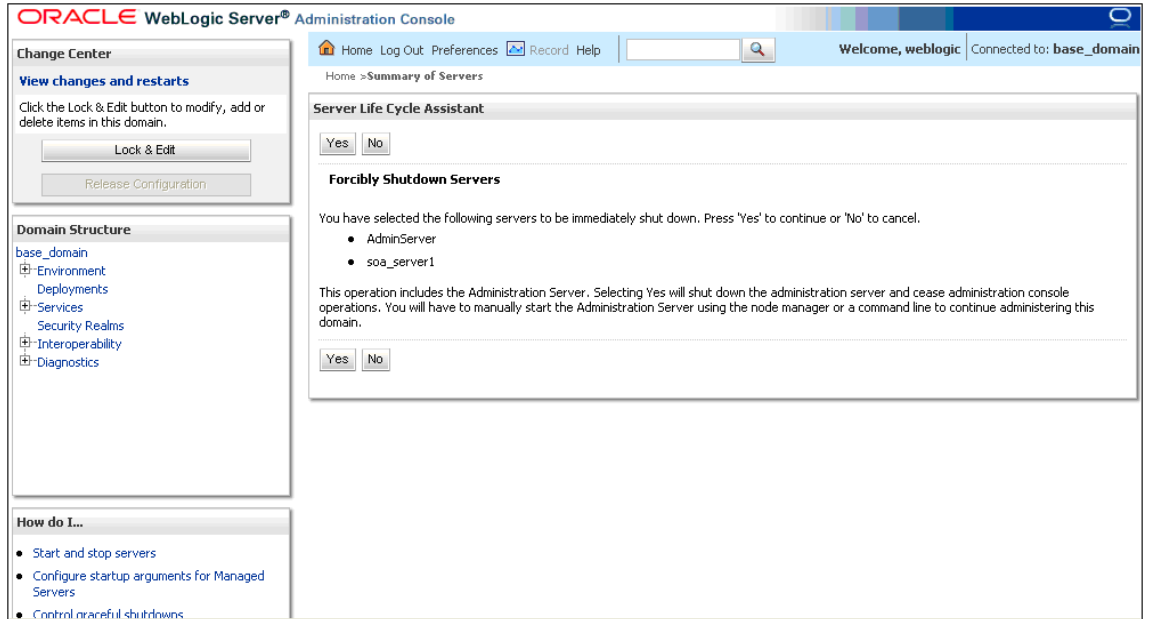 ORACLE WebLogic Server® Administration Console
Change Center
View changes and restarts
Click the Lock & Edit button to modify, add or
delete items in this domain.
Lock & Edit
Release Configuration
Domain Structure
base_domain
Environment
Deployments
Services
Security Realms
Interoperability
Diagnostics
How do I...
Start and stop servers
Configure startup arguments for Managed
Servers
Control graceful shutdowns
Home Log Out Preferences Record Help
Welcome, weblogic Connected to: base_domain
Home >Summary of Servers
Server Life Cycle Assistant
Yes No
Forcibly Shutdown Servers
You have selected the following servers to be immediately shut down. Press 'Yes' to continue or 'No' to cancel.
AdminServer
soa_server1
This operation includes the Administration Server. Selecting Yes will shut down the administration server and cease administration console
operations. You will have to manually start the Administration Server using the node manager or a command line to continue administering this
domain.
Yes No